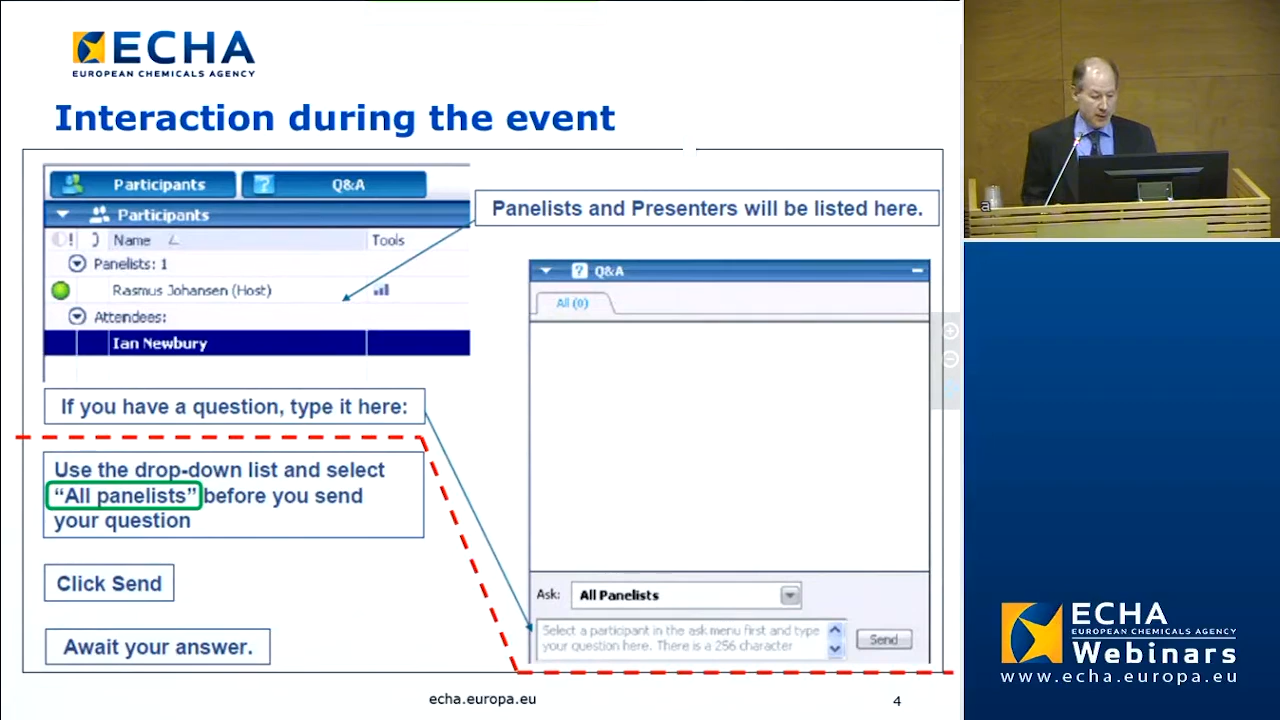 ECHA
EUROPEAN CHEMICALS AGENCY
Interaction during the event
Participants
Q&A
Participants
Name
Tools
Panelists: 1
Rasmus Johansen (Host)
Attendees:
Ian Newbury
Panelists and Presenters will be listed here.
Q&A
All (0)
If you have a question, type it here:
Use the drop-down list and select
“All panelists” before you send
your question
Click Send
Await your answer.
Ask:
All Panelists
Select a participant in the ask menu first and type
your question here. There is a 256 character
Send
echa.europa.eu
4
a
ECHA
EUROPEAN CHEMICALS AGENCY
Webinars
www.echa.europa.eu